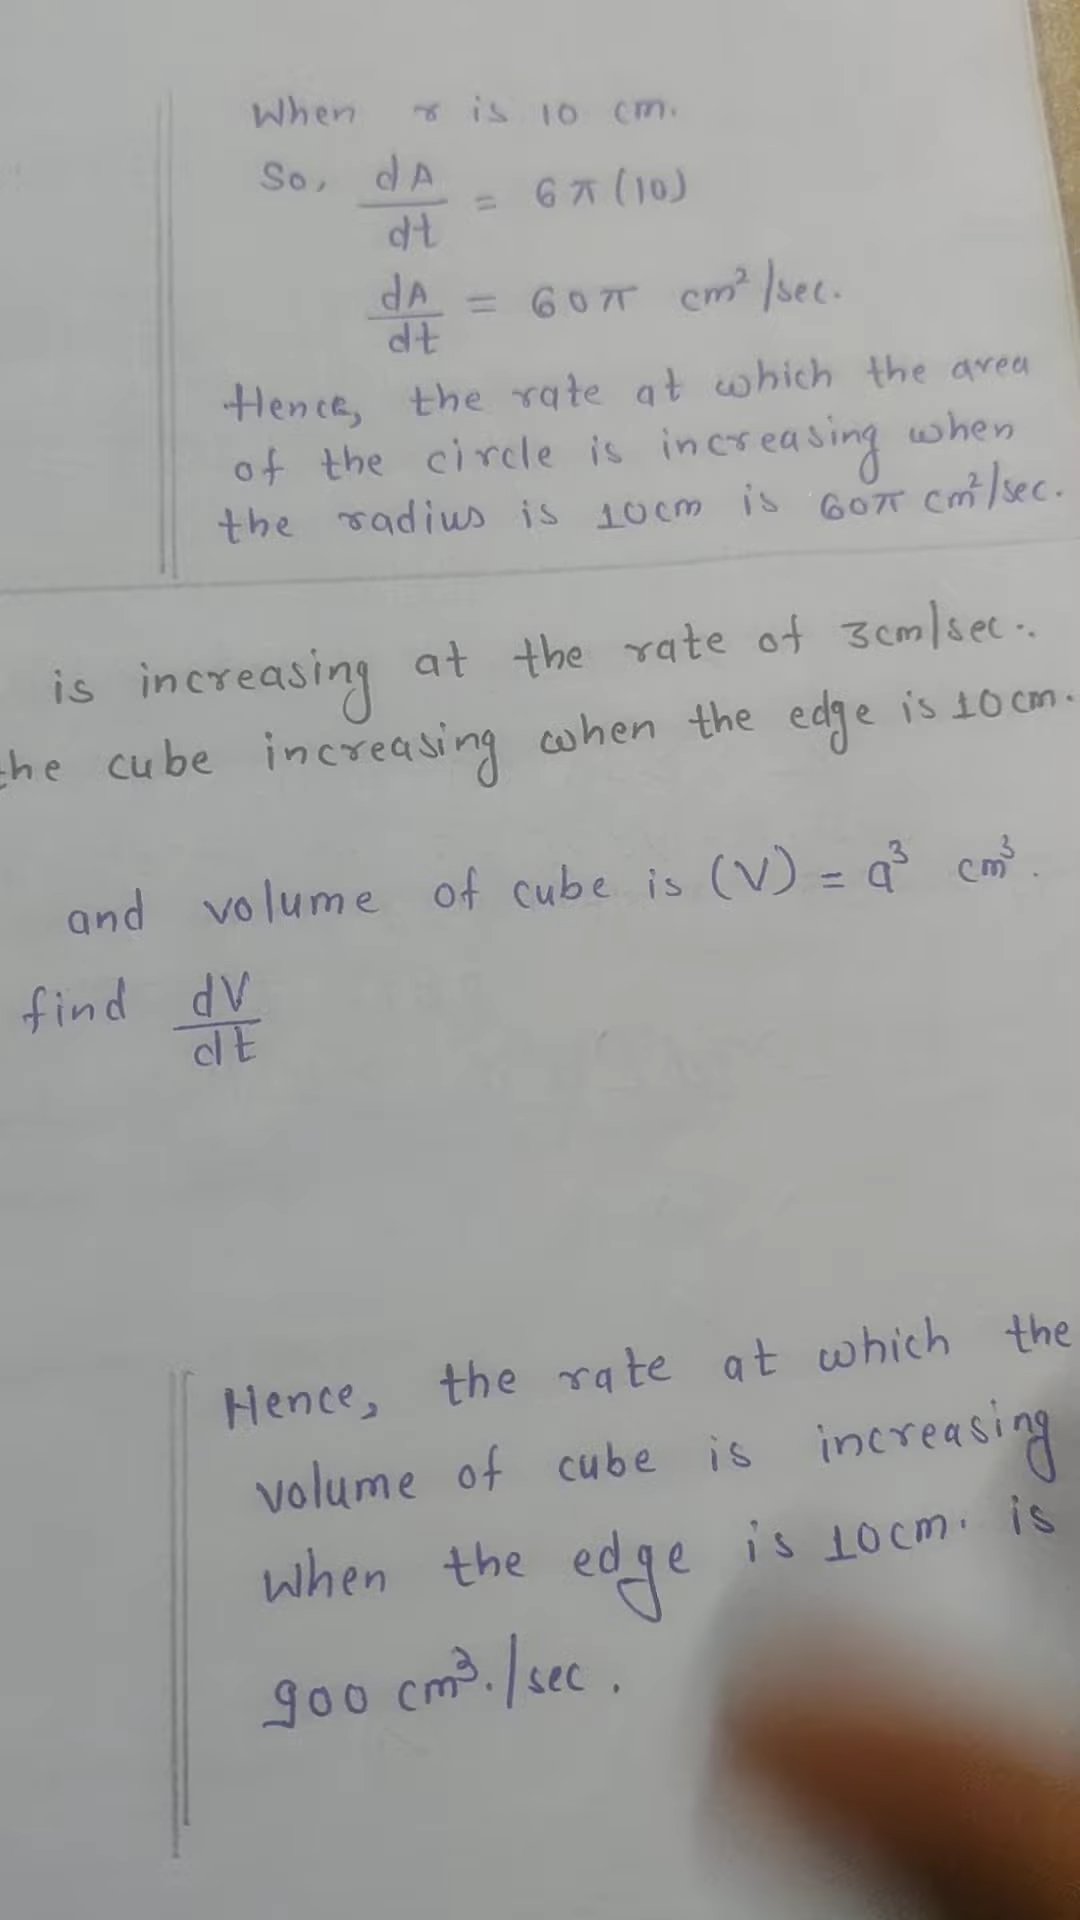 When r is 10 cm.
So, dA/dt = 6π(10)
dA/dt = 60π cm²/sec.
Hence, the rate at which the area
of the circle is increasing when
the radius is 10cm is 60π cm²/sec.
is increasing at the rate of 3cm/sec..
the cube increasing when the edge is 10cm.
and volume of cube is (V) = a³ cm³.
find dV/dt
Hence, the rate at which the
volume of cube is increasing
when the edge is 10cm. is
900 cm³./sec.